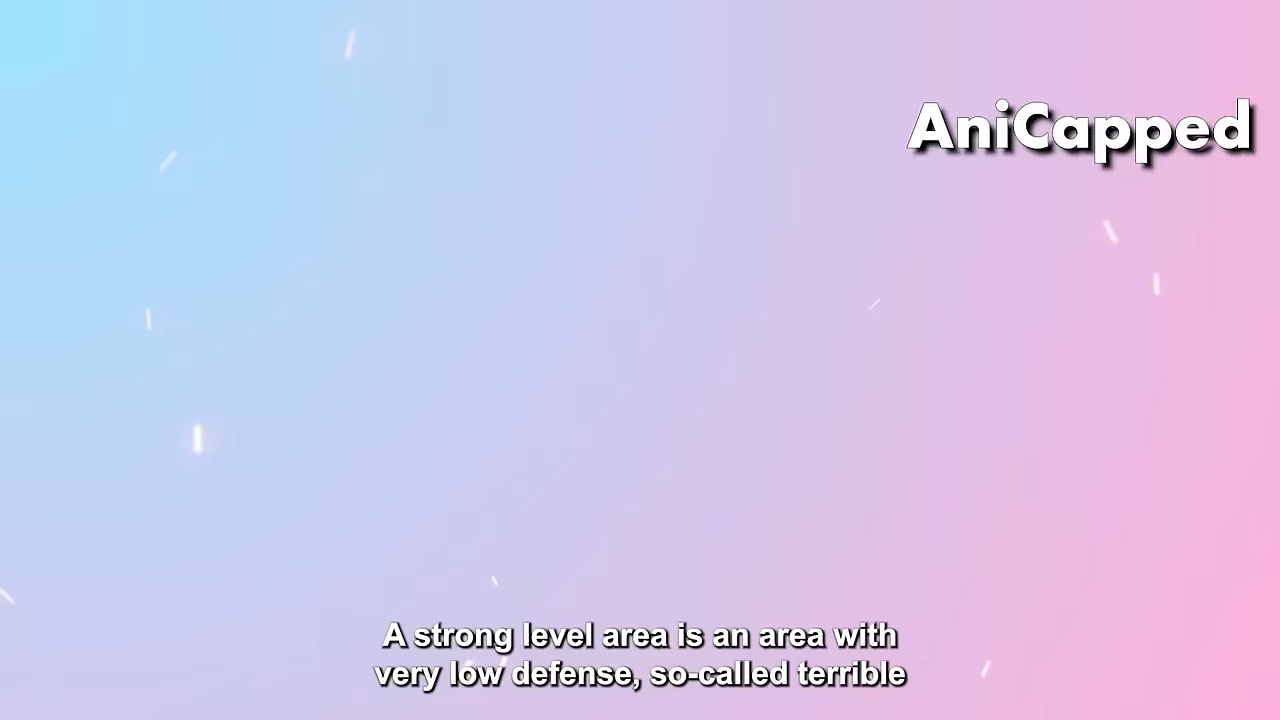 AniCapped
A strong level area is an area with
very low defense, so-called terrible